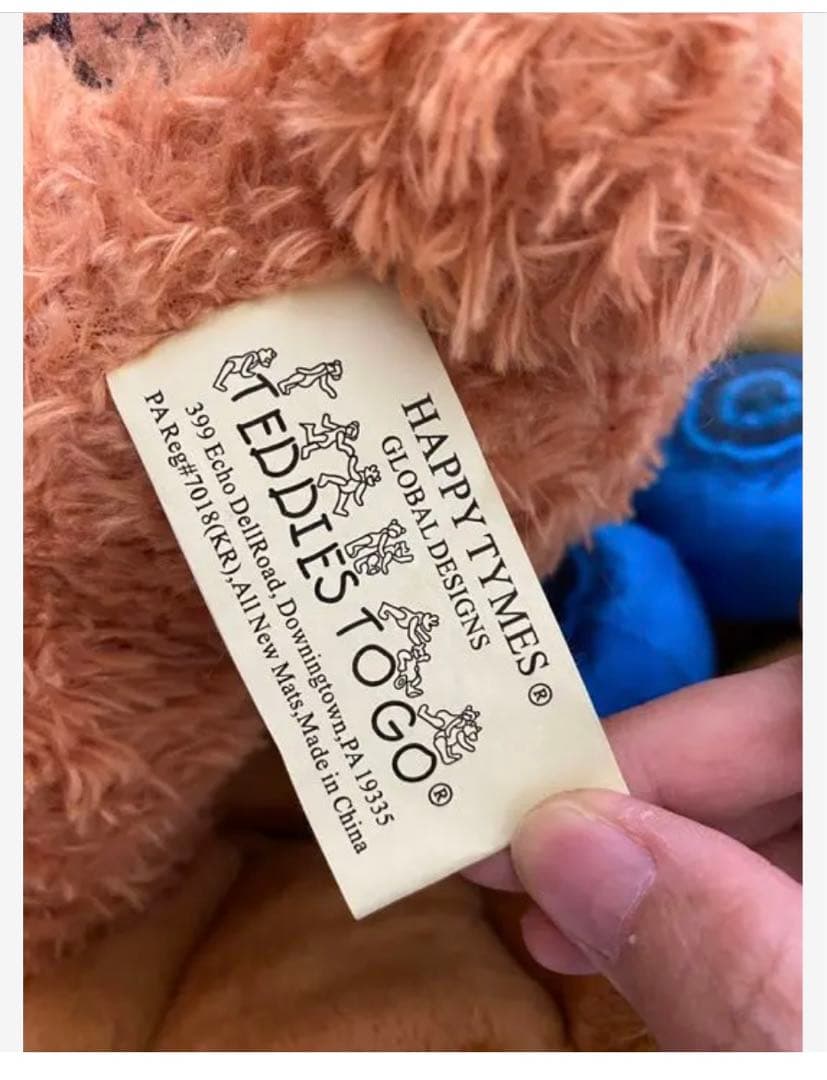 HAPPY TYMES®
GLOBAL DESIGNS
TEDDIES TO GO®
399 Echo DellRoad, Downingtown,PA 19335
PA Reg#7018(KR),All New Mats,Made in China